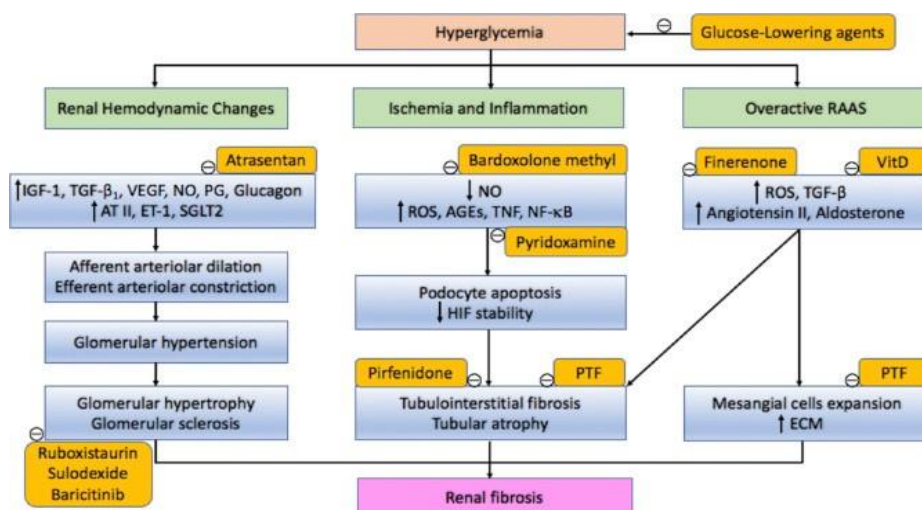 Hyperglycemia
Glucose-Lowering agents
Renal Hemodynamic Changes
Ischemia and Inflammation
Overactive RAAS
Atrasentan
↑IGF-1, TGF-β₁, VEGF, NO, PG, Glucagon
↑AT II, ET-1, SGLT2
Bardoxolone methyl
↓NO
↑ROS, AGEs, TNF, NF-κB
Finerenone
VitD
↑ROS, TGF-β
↑Angiotensin II, Aldosterone
Pyridoxamine
Afferent arteriolar dilation
Efferent arteriolar constriction
Podocyte apoptosis
↓HIF stability
Glomerular hypertension
Pirfenidone
PTF
Tubulointerstitial fibrosis
Tubular atrophy
PTF
Mesangial cells expansion
↑ECM
Glomerular hypertrophy
Glomerular sclerosis
Ruboxistaurin
Sulodexide
Baricitinib
Renal fibrosis